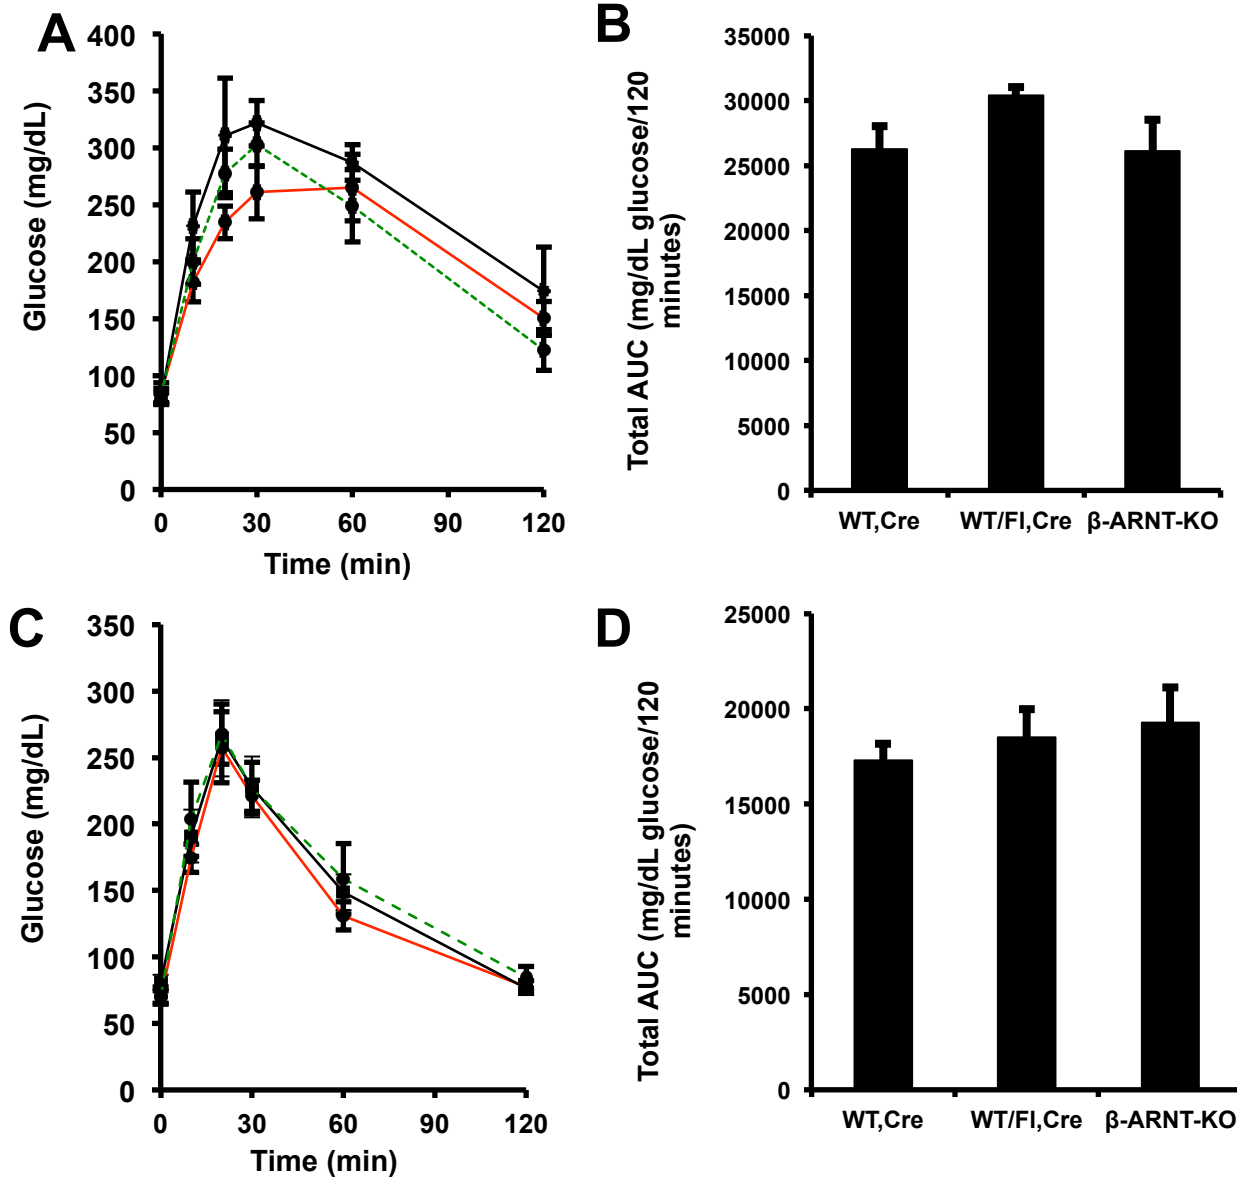 A
400
350
300
250
200
150
100
50
0
Glucose (mg/dL)
0 30 60 90 120
Time (min)
B
35000
30000
25000
20000
15000
10000
5000
0
Total AUC (mg/dL glucose/120
minutes)
WT,Cre WT/Fl,Cre β-ARNT-KO
C
350
300
250
200
150
100
50
0
Glucose (mg/dL)
0 30 60 90 120
Time (min)
D
25000
20000
15000
10000
5000
0
Total AUC (mg/dL glucose/120
minutes)
WT,Cre WT/Fl,Cre β-ARNT-KO